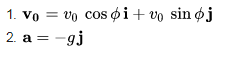 1. v₀ = v₀ cos ϕ i + v₀ sin ϕ j
2. a = −g j